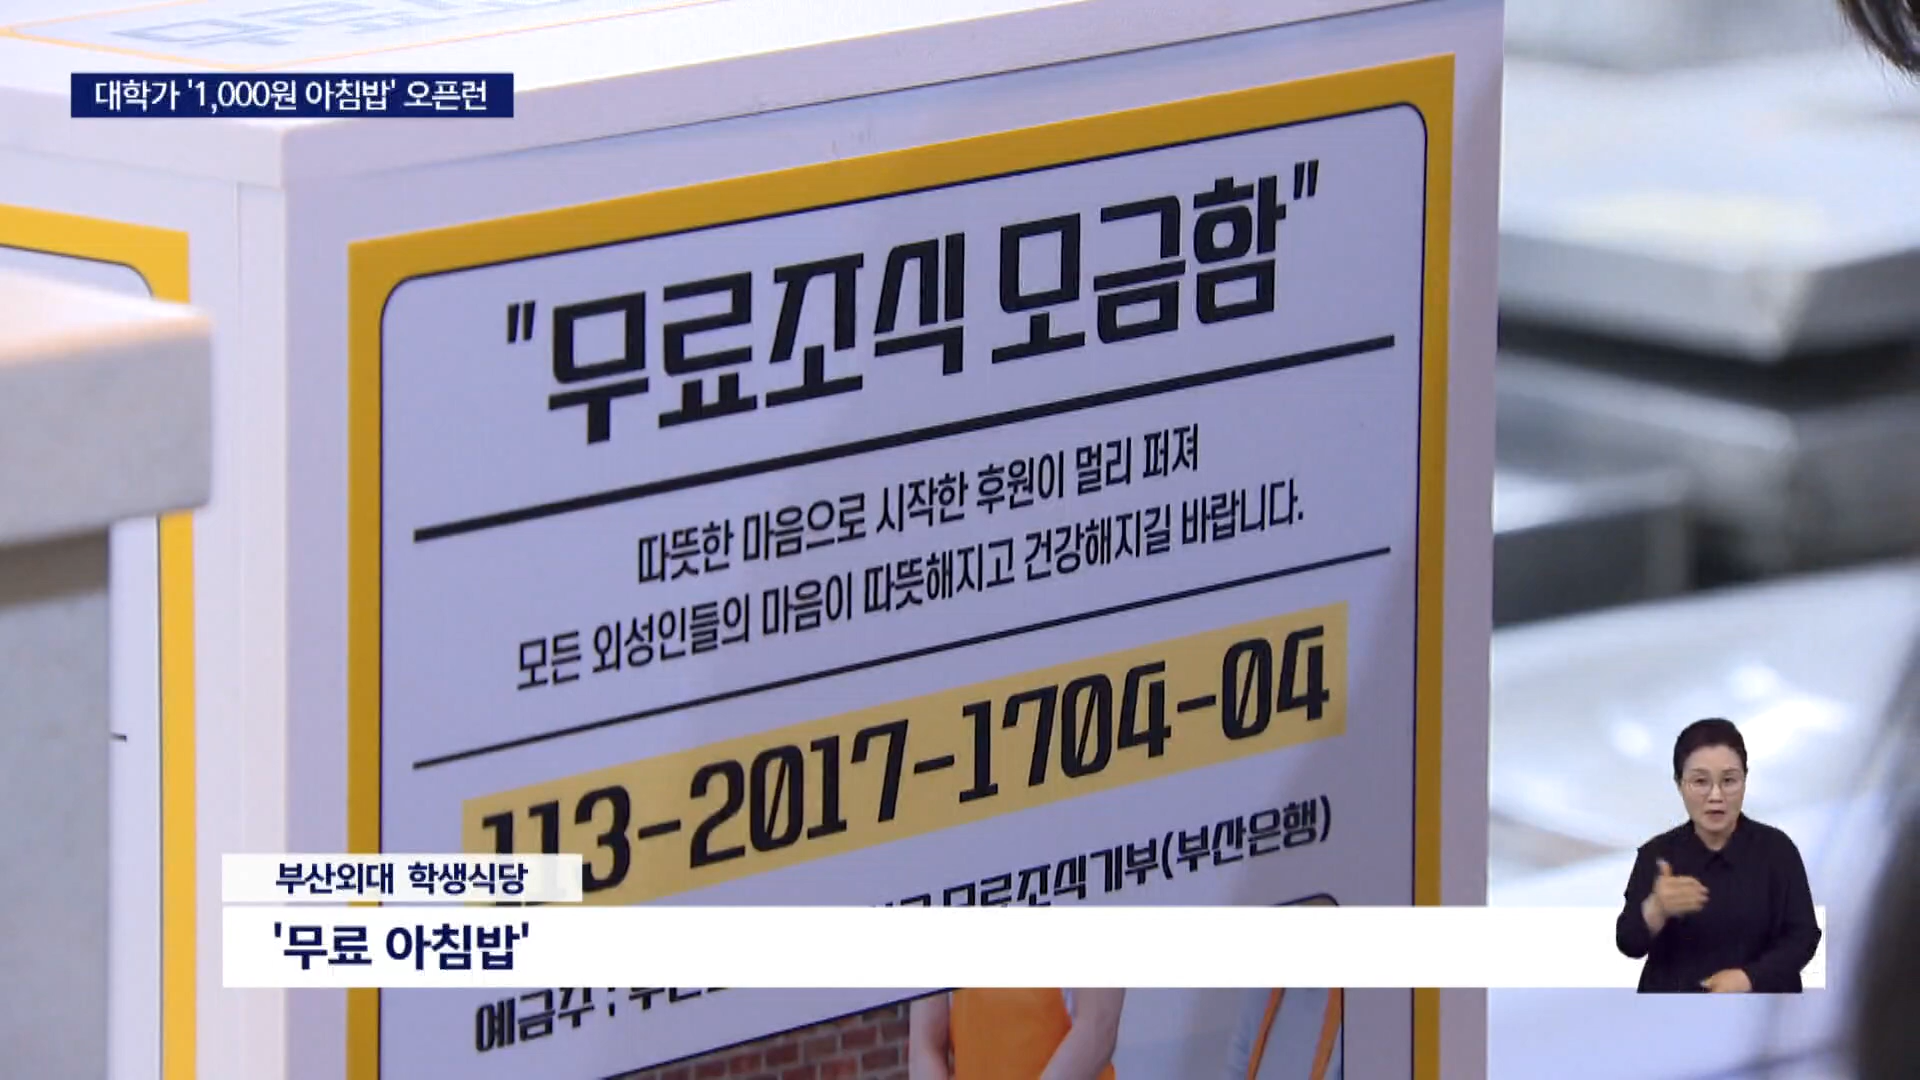 대학가 '1,000원 아침밥' 오픈런
"무료조식 모금함"
따뜻한 마음으로 시작한 후원이 멀리 퍼져
모든 외성인들의 마음이 따뜻해지고 건강해지길 바랍니다.
113-2017-1704-04
무료조식기부(부산은행)
예금주 :
부산외대 학생식당
'무료 아침밥'